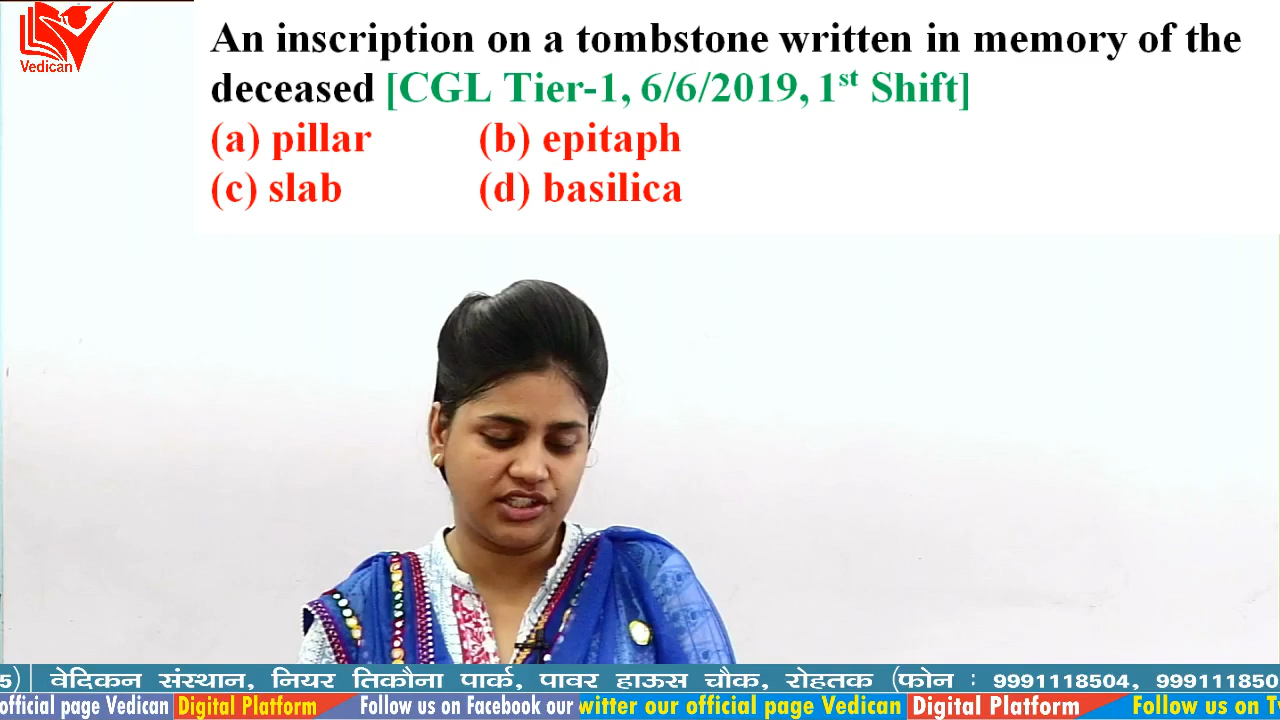 Vedican
An inscription on a tombstone written in memory of the
deceased [CGL Tier-1, 6/6/2019, 1st Shift]
(a) pillar (b) epitaph
(c) slab (d) basilica
5)| वेदिकन संस्थान, नियर तिकौना पार्क, पावर हाऊस चौक, रोहतक (फोन : 9991118504, 999111850
official page Vedican Digital Platform Follow us on Facebook our witter our official page Vedican Digital Platform Follow us on T